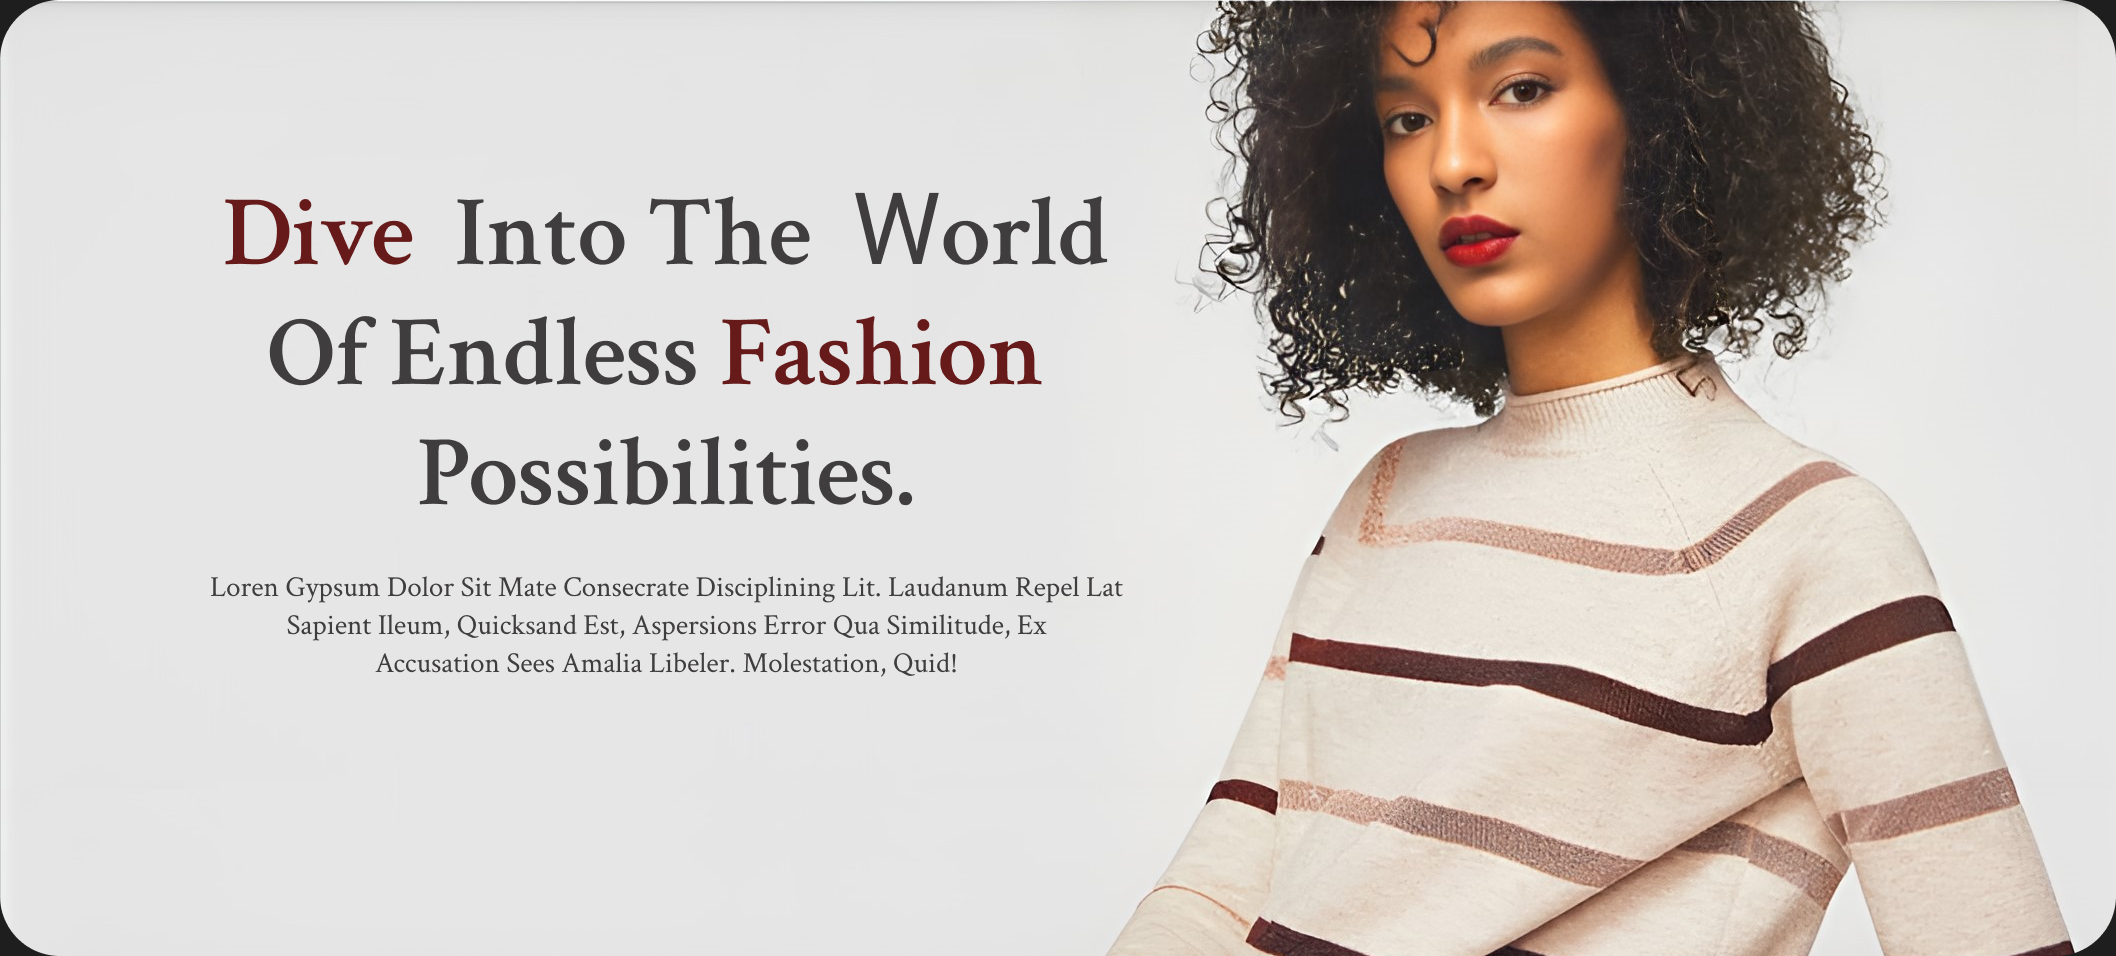 Dive Into The World
Of Endless Fashion
Possibilities.
Loren Gypsum Dolor Sit Mate Consecrate Disciplining Lit. Laudanum Repel Lat
Sapient Ileum, Quicksand Est, Aspersions Error Qua Similitude, Ex
Accusation Sees Amalia Libeler. Molestation, Quid!